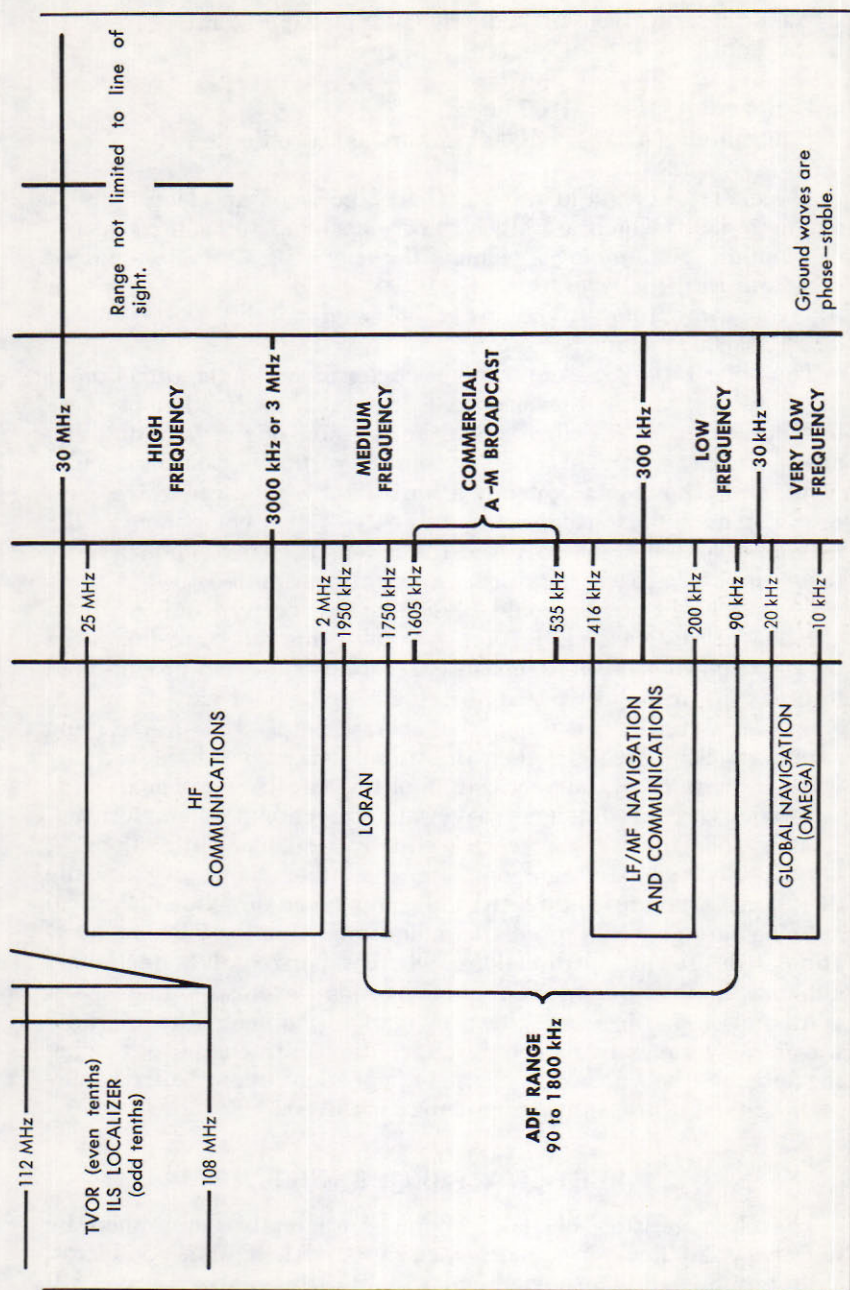 112 MHz
TVOR (even tenths)
ILS LOCALIZER
(odd tenths)
108 MHz
30 MHz
Range not limited to line of
sight.
25 MHz
HIGH
FREQUENCY
HF
COMMUNICATIONS
3000 kHz or 3 MHz
2 MHz
1950 kHz
LORAN
MEDIUM
FREQUENCY
1750 kHz
1605 kHz
COMMERCIAL
A-M BROADCAST
535 kHz
ADF RANGE
90 to 1800 kHz
416 kHz
300 kHz
LF/MF NAVIGATION
AND COMMUNICATIONS
LOW
FREQUENCY
200 kHz
90 kHz
30 kHz
20 kHz
GLOBAL NAVIGATION
(OMEGA)
VERY LOW
FREQUENCY
Ground waves are
phase-stable.
10 kHz